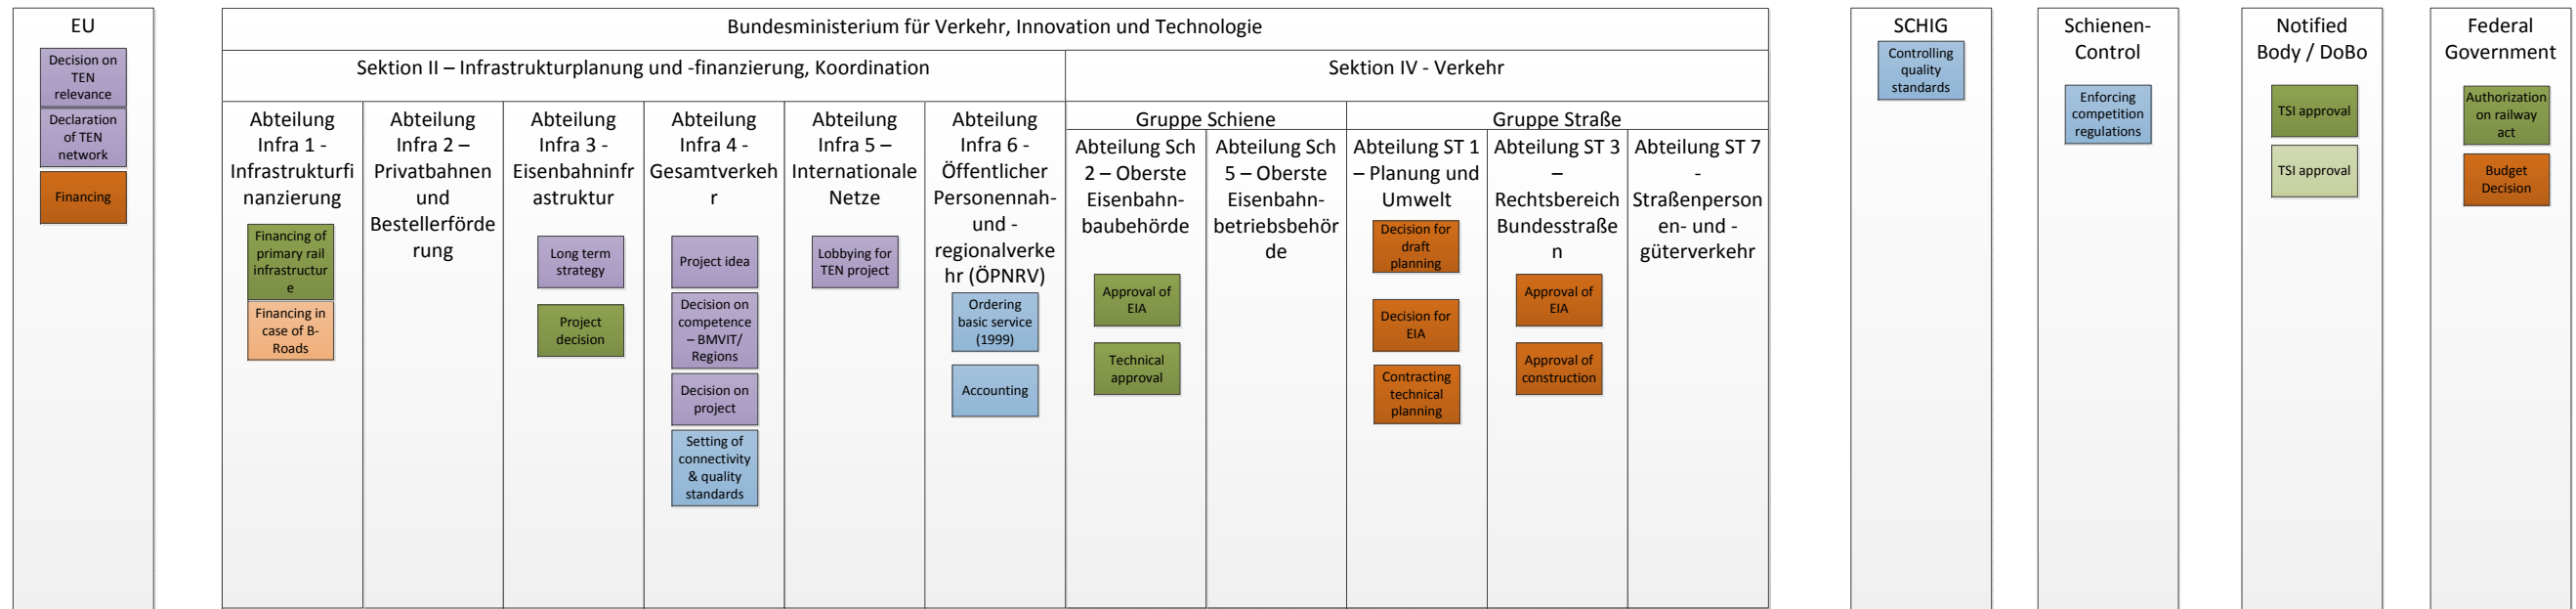 EU
Decision on
TEN
relevance
Declaration
of TEN
network
Financing
Bundesministerium für Verkehr, Innovation und Technologie
Sektion II – Infrastrukturplanung und -finanzierung, Koordination
Abteilung
Infra 1 -
Infrastrukturfi
nanzierung
Financing of
primary rail
infrastructur
e
Financing in
case of B-
Roads
Abteilung
Infra 2 –
Privatbahnen
und
Bestellerförde
rung
Abteilung
Infra 3 -
Eisenbahninfr
astruktur
Long term
strategy
Project
decision
Abteilung
Infra 4 -
Gesamtverkeh
r
Project idea
Decision on
competence
– BMVIT/
Regions
Decision on
project
Setting of
connectivity
& quality
standards
Abteilung
Infra 5 –
Internationale
Netze
Lobbying for
TEN project
Abteilung
Infra 6 -
Öffentlicher
Personennah-
und -
regionalverke
hr (ÖPNRV)
Ordering
basic service
(1999)
Accounting
Sektion IV - Verkehr
Gruppe Schiene
Abteilung Sch
2 – Oberste
Eisenbahn-
baubehörde
Approval of
EIA
Technical
approval
Abteilung Sch
5 – Oberste
Eisenbahn-
betriebsbehör
de
Gruppe Straße
Abteilung ST 1
– Planung und
Umwelt
Decision for
draft
planning
Decision for
EIA
Contracting
technical
planning
Abteilung ST 3
–
Rechtsbereich
Bundesstraße
n
Approval of
EIA
Approval of
construction
Abteilung ST 7
-
Straßenperson
en- und -
güterverkehr
SCHIG
Controlling
quality
standards
Schienen-
Control
Enforcing
competition
regulations
Notified
Body / DoBo
TSI approval
TSI approval
Federal
Government
Authorization
on railway
act
Budget
Decision